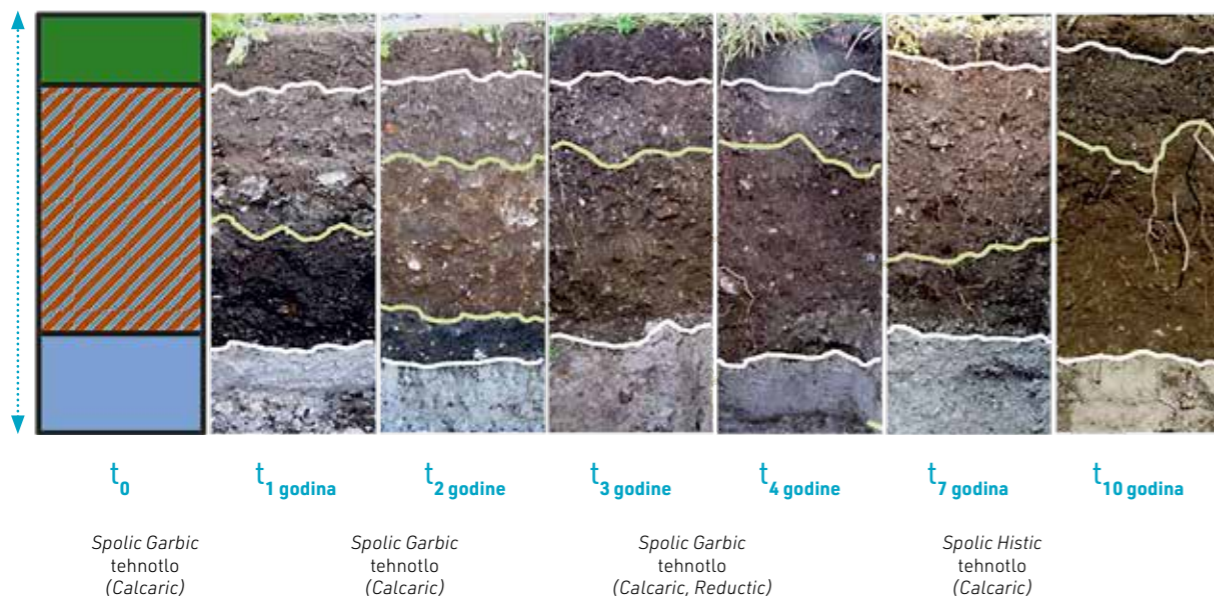 t0
t1 godina
t2 godine
t3 godine
t4 godine
t7 godina
t10 godina
Spolic Garbic
tehnotlo
(Calcaric)
Spolic Garbic
tehnotlo
(Calcaric)
Spolic Garbic
tehnotlo
(Calcaric, Reductic)
Spolic Histic
tehnotlo
(Calcaric)